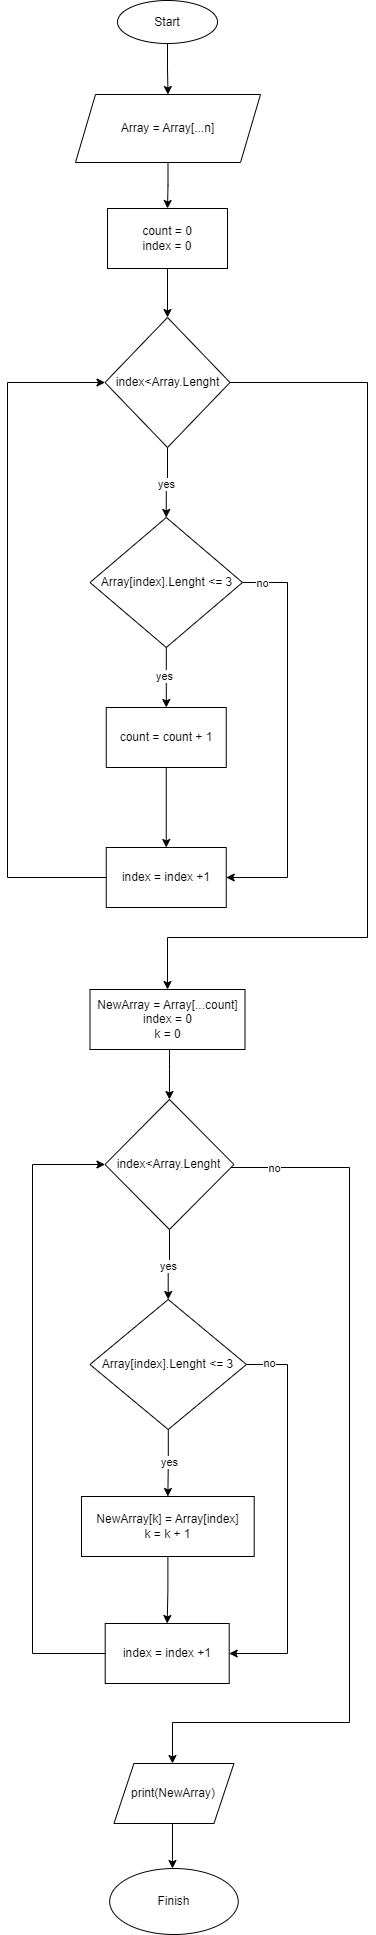 Start
Array = Array[...n]
count = 0
index = 0
index<Array.Lenght
yes
Array[index].Lenght <= 3
no
yes
count = count + 1
index = index +1
NewArray = Array[...count]
index = 0
k = 0
index<Array.Lenght
no
yes
Array[index].Lenght <= 3
no
yes
NewArray[k] = Array[index]
k = k + 1
index = index +1
print(NewArray)
Finish